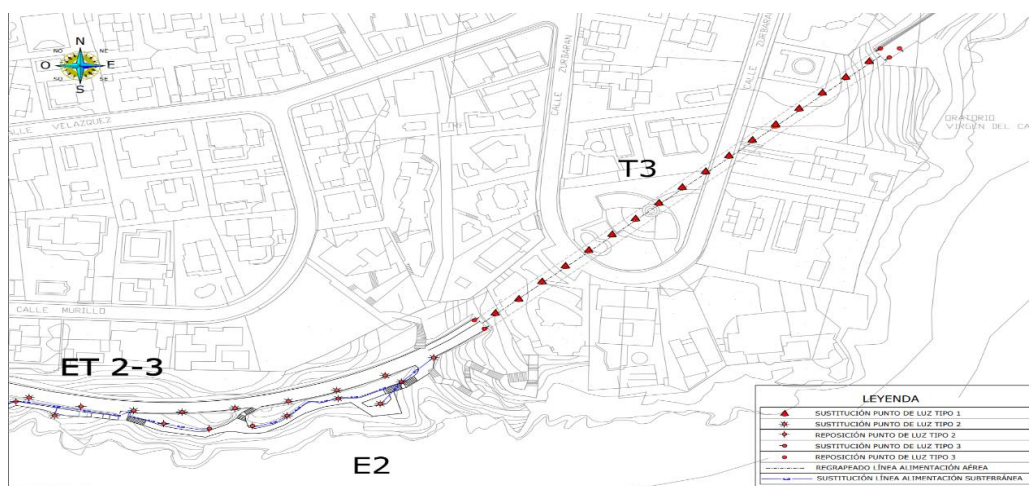 N
NO NE
O E
SO SE
S
CALLE VELAZQUEZ
CALLE ZURBARAN
CALLE ZURBARAN
ORATORIO
VIRGEN DEL CA
T3
CALLE MURILLO
ET 2-3
E2
LEYENDA
SUSTITUCIÓN PUNTO DE LUZ TIPO 1
SUSTITUCIÓN PUNTO DE LUZ TIPO 2
REPOSICIÓN PUNTO DE LUZ TIPO 2
SUSTITUCIÓN PUNTO DE LUZ TIPO 3
REPOSICIÓN PUNTO DE LUZ TIPO 3
REGRAPEADO LÍNEA ALIMENTACIÓN AÉREA
SUSTITUCIÓN LÍNEA ALIMENTACIÓN SUBTERRÁNEA